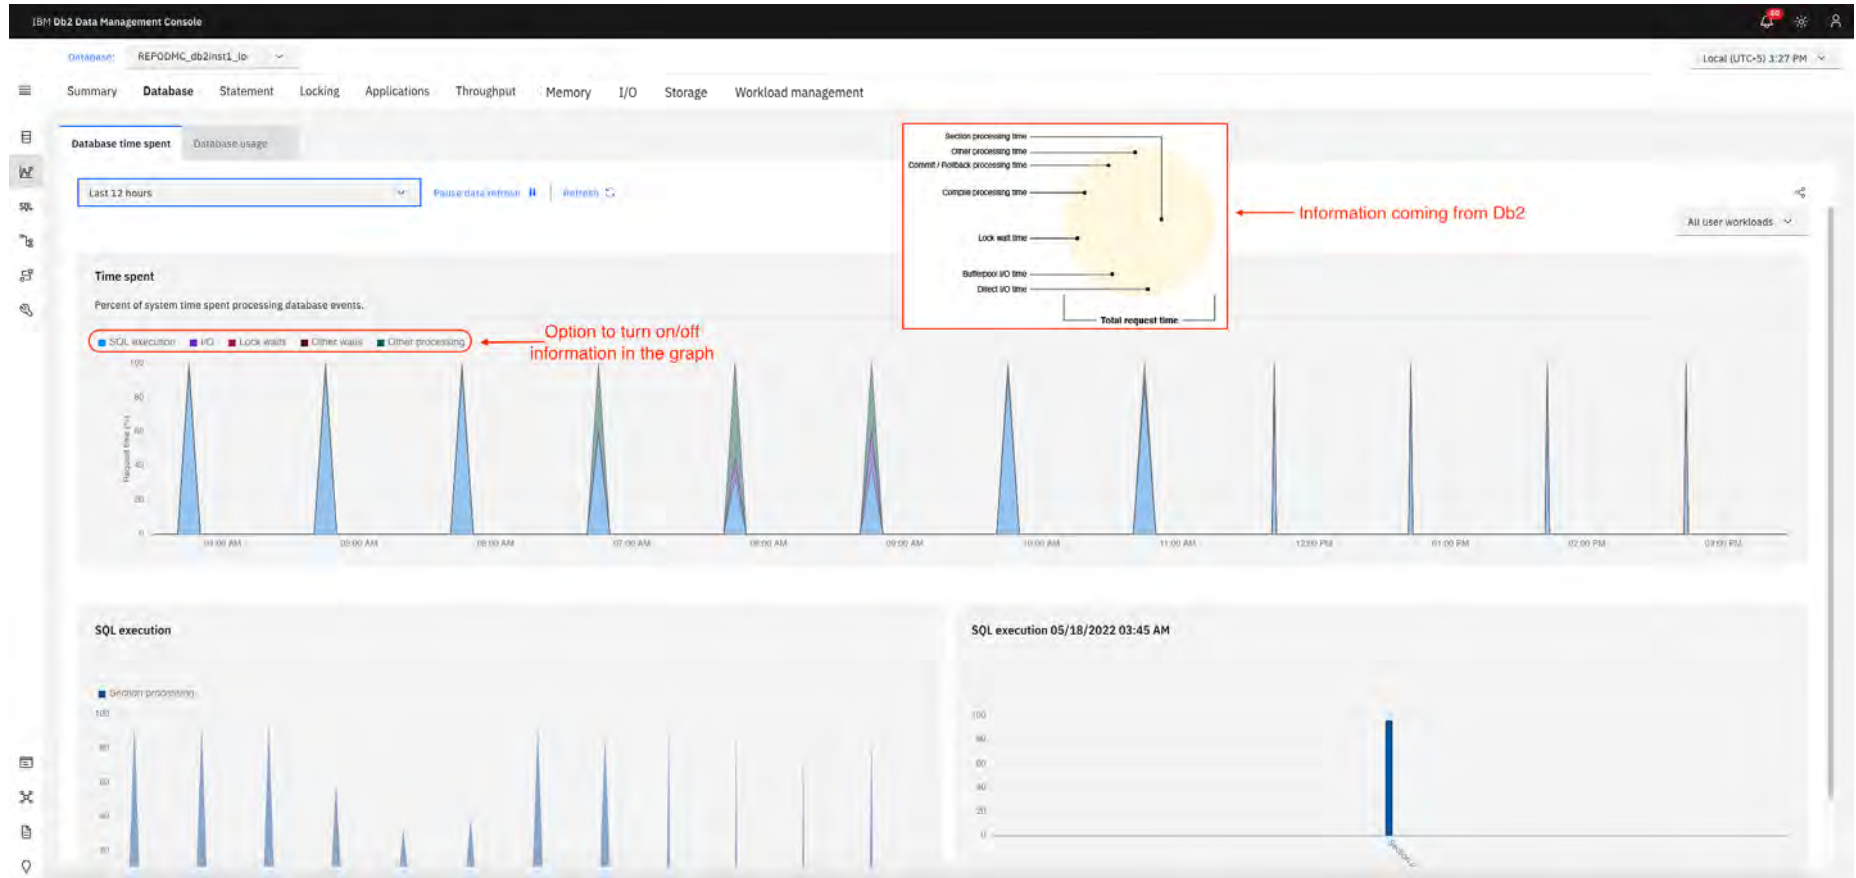 IBM Db2 Data Management Console
Database: REPODMC_db2inst1_lo
Local (UTC-5) 3:27 PM
Summary Database Statement Locking Applications Throughput Memory I/O Storage Workload management
Database time spent Database usage
Last 12 hours
Pause data refresh Refresh
All user workloads
Section processing time
Other processing time
Commit / Rollback processing time
Compile processing time
Lock wait time
Bufferpool I/O time
Direct I/O time
Total request time
Information coming from Db2
Time spent
Percent of system time spent processing database events.
SQL execution I/O Lock waits Other waits Other processing
Option to turn on/off
information in the graph
Request time (%)
100
80
60
40
20
0
04:00 AM 05:00 AM 06:00 AM 07:00 AM 08:00 AM 09:00 AM 10:00 AM 11:00 AM 12:00 PM 01:00 PM 02:00 PM 03:00 PM
SQL execution
Section processing
100
80
60
40
20
SQL execution 05/18/2022 03:45 AM
100
80
60
40
20
0
SQL